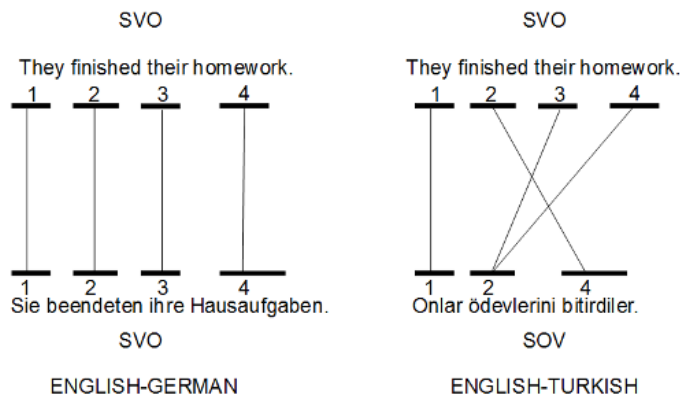 SVO
They finished their homework.
1 2 3 4
1 2 3 4
Sie beendeten ihre Hausaufgaben.
SVO
ENGLISH-GERMAN
SVO
They finished their homework.
1 2 3 4
1 2 4
Onlar ödevlerini bitirdiler.
SOV
ENGLISH-TURKISH